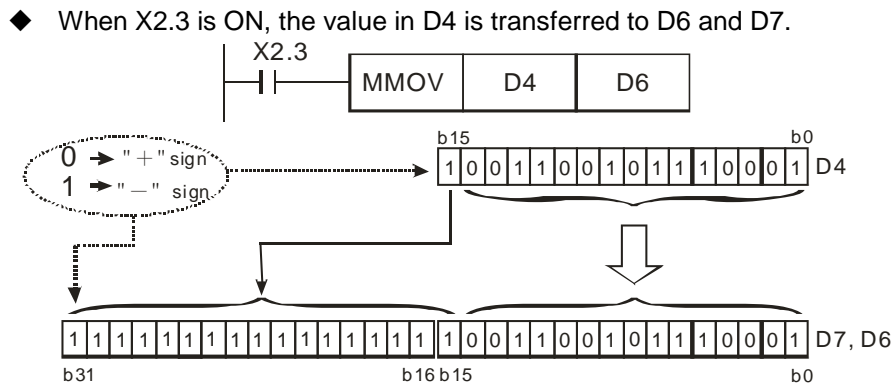 ◆ When X2.3 is ON, the value in D4 is transferred to D6 and D7.
X2.3
MMOV D4 D6
b15 b0
0 → "+" sign
1 → "−" sign
1 0 0 1 1 0 0 1 0 1 1 1 0 0 0 1 D4
1 1 1 1 1 1 1 1 1 1 1 1 1 1 1 1 1 0 0 1 1 0 0 1 0 1 1 1 0 0 0 1 D7, D6
b31 b16 b15 b0